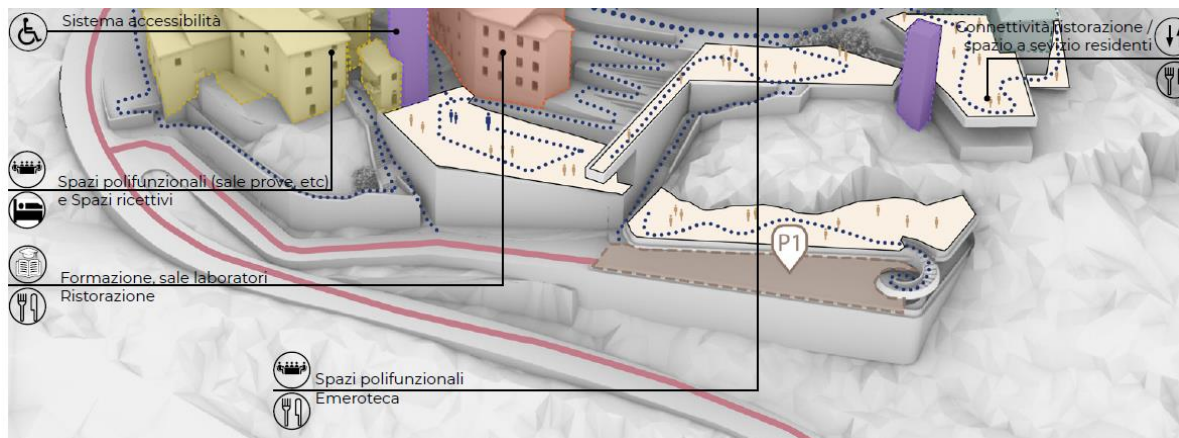 Sistema accessibilità
Connettività ristorazione /
spazio a sevizio residenti
Spazi polifunzionali (sale prove, etc)
e Spazi ricettivi
P1
Formazione, sale laboratori
Ristorazione
Spazi polifunzionali
Emeroteca